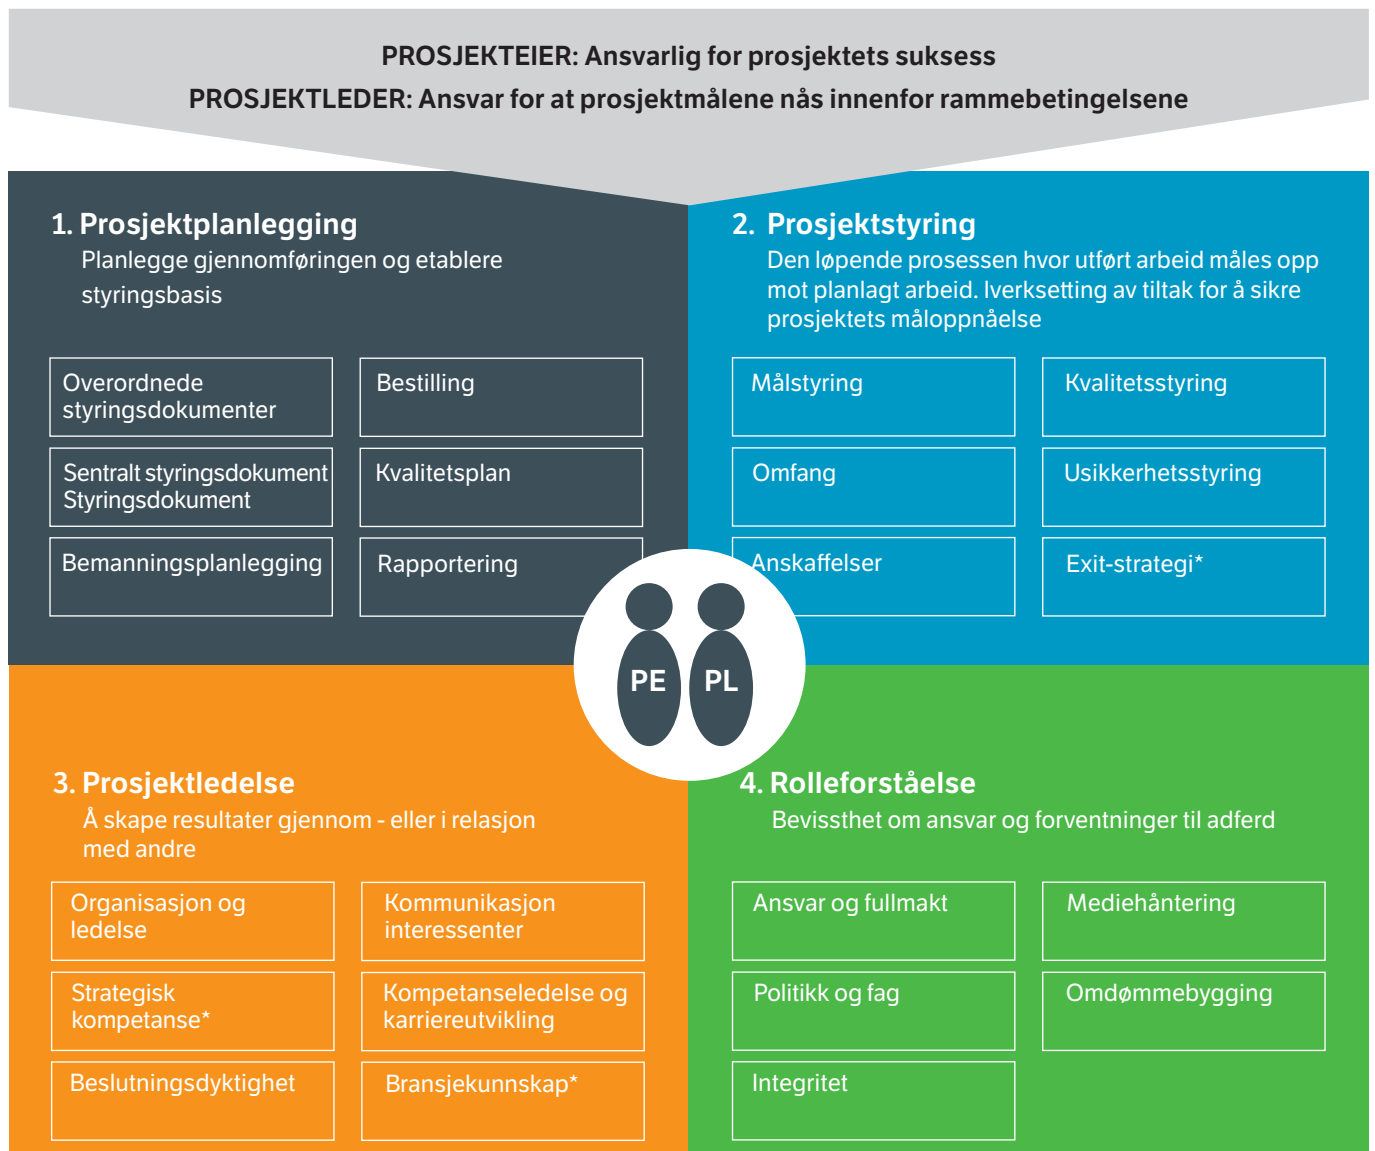 PROSJEKTEIER: Ansvarlig for prosjektets suksess
PROSJEKTLEDER: Ansvar for at prosjektmålene nås innenfor rammebetingelsene
1. Prosjektplanlegging
Planlegge gjennomføringen og etablere
styringsbasis
Overordnede
styringsdokumenter
Bestilling
Sentralt styringsdokument
Styringsdokument
Kvalitetsplan
Bemanningsplanlegging
Rapportering
2. Prosjektstyring
Den løpende prosessen hvor utført arbeid måles opp
mot planlagt arbeid. Iverksetting av tiltak for å sikre
prosjektets måloppnåelse
Målstyring
Kvalitetsstyring
Omfang
Usikkerhetsstyring
Anskaffelser
Exit-strategi*
PE PL
3. Prosjektledelse
Å skape resultater gjennom - eller i relasjon
med andre
Organisasjon og
ledelse
Kommunikasjon
interessenter
Strategisk
kompetanse*
Kompetanseledelse og
karriereutvikling
Beslutningsdyktighet
Bransjekunnskap*
4. Rolleforståelse
Bevissthet om ansvar og forventninger til adferd
Ansvar og fullmakt
Mediehåntering
Politikk og fag
Omdømmebygging
Integritet